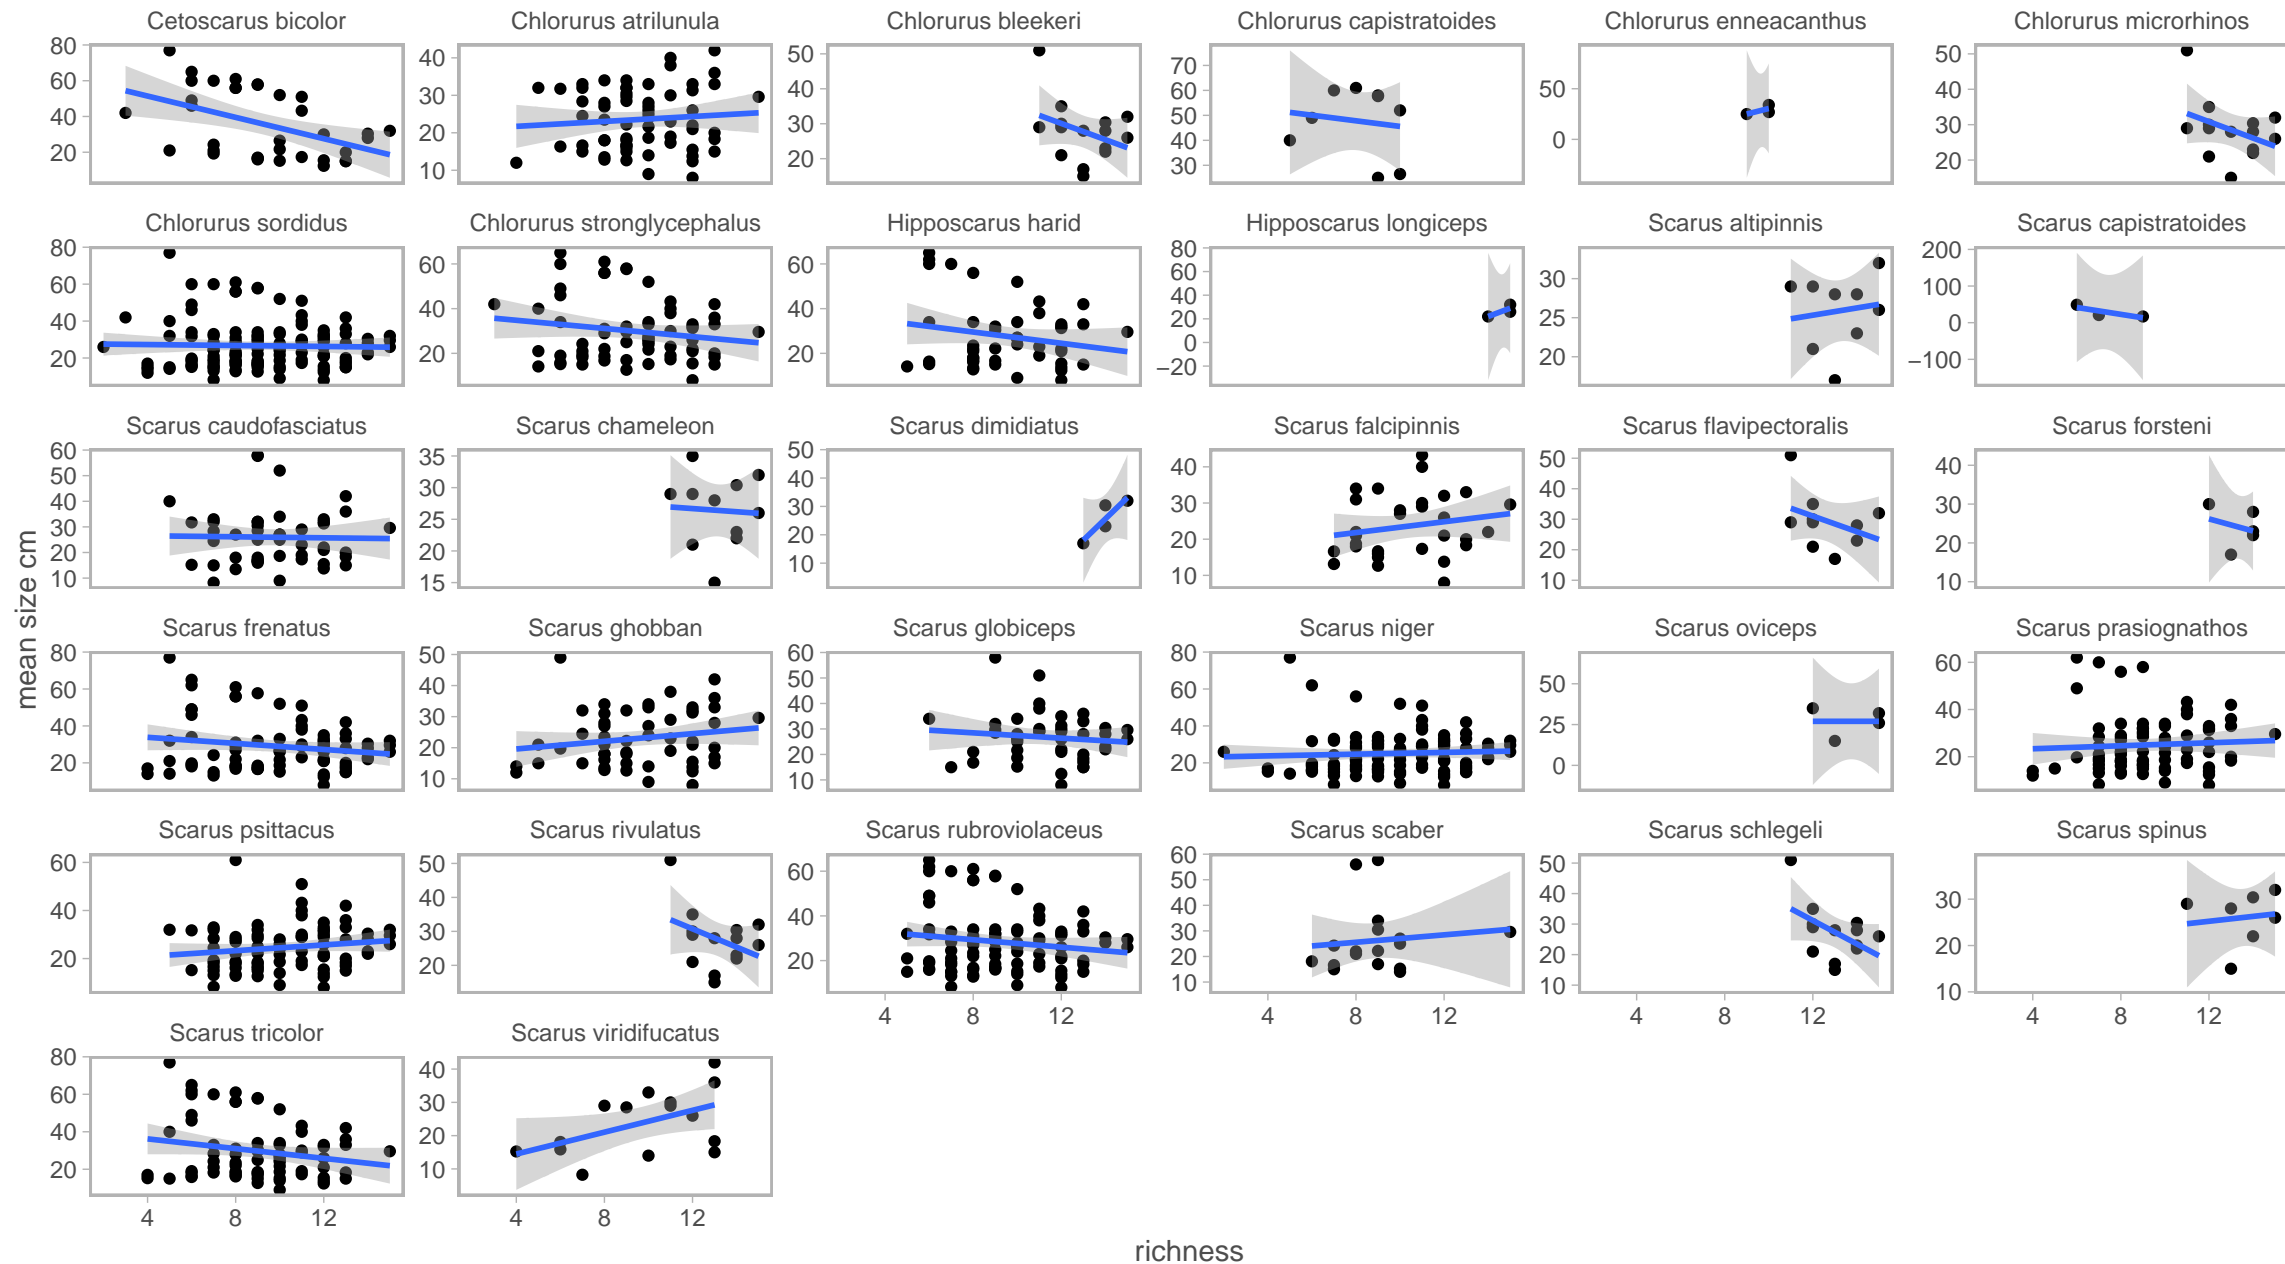 Cetoscarus bicolor Chlorurus atrilunula Chlorurus bleekeri Chlorurus capistratoides Chlorurus enneacanthus Chlorurus microrhinos
80 60 40 20
40 30 20 10
50 40 30 20
70 60 50 40 30
50 0
50 40 30 20
Chlorurus sordidus Chlorurus stronglycephalus Hipposcarus harid Hipposcarus longiceps Scarus altipinnis Scarus capistratoides
80 60 40 20
60 40 20
60 40 20
80 60 40 20 0 −20
30 25 20
200 100 0 −100
Scarus caudofasciatus Scarus chameleon Scarus dimidiatus Scarus falcipinnis Scarus flavipectoralis Scarus forsteni
60 50 40 30 20 10
35 30 25 20 15
50 40 30 20 10
40 30 20 10
50 40 30 20 10
40 30 20 10
mean size cm
Scarus frenatus Scarus ghobban Scarus globiceps Scarus niger Scarus oviceps Scarus prasiognathos
80 60 40 20
50 40 30 20 10
60 50 40 30 20 10
80 60 40 20
50 25 0
60 40 20
Scarus psittacus Scarus rivulatus Scarus rubroviolaceus Scarus scaber Scarus schlegeli Scarus spinus
60 40 20
50 40 30 20
60 40 20
60 50 40 30 20 10
50 40 30 20 10
30 20 10
4 8 12 4 8 12 4 8 12 4 8 12
Scarus tricolor Scarus viridifucatus
80 60 40 20
40 30 20 10
4 8 12 4 8 12
richness